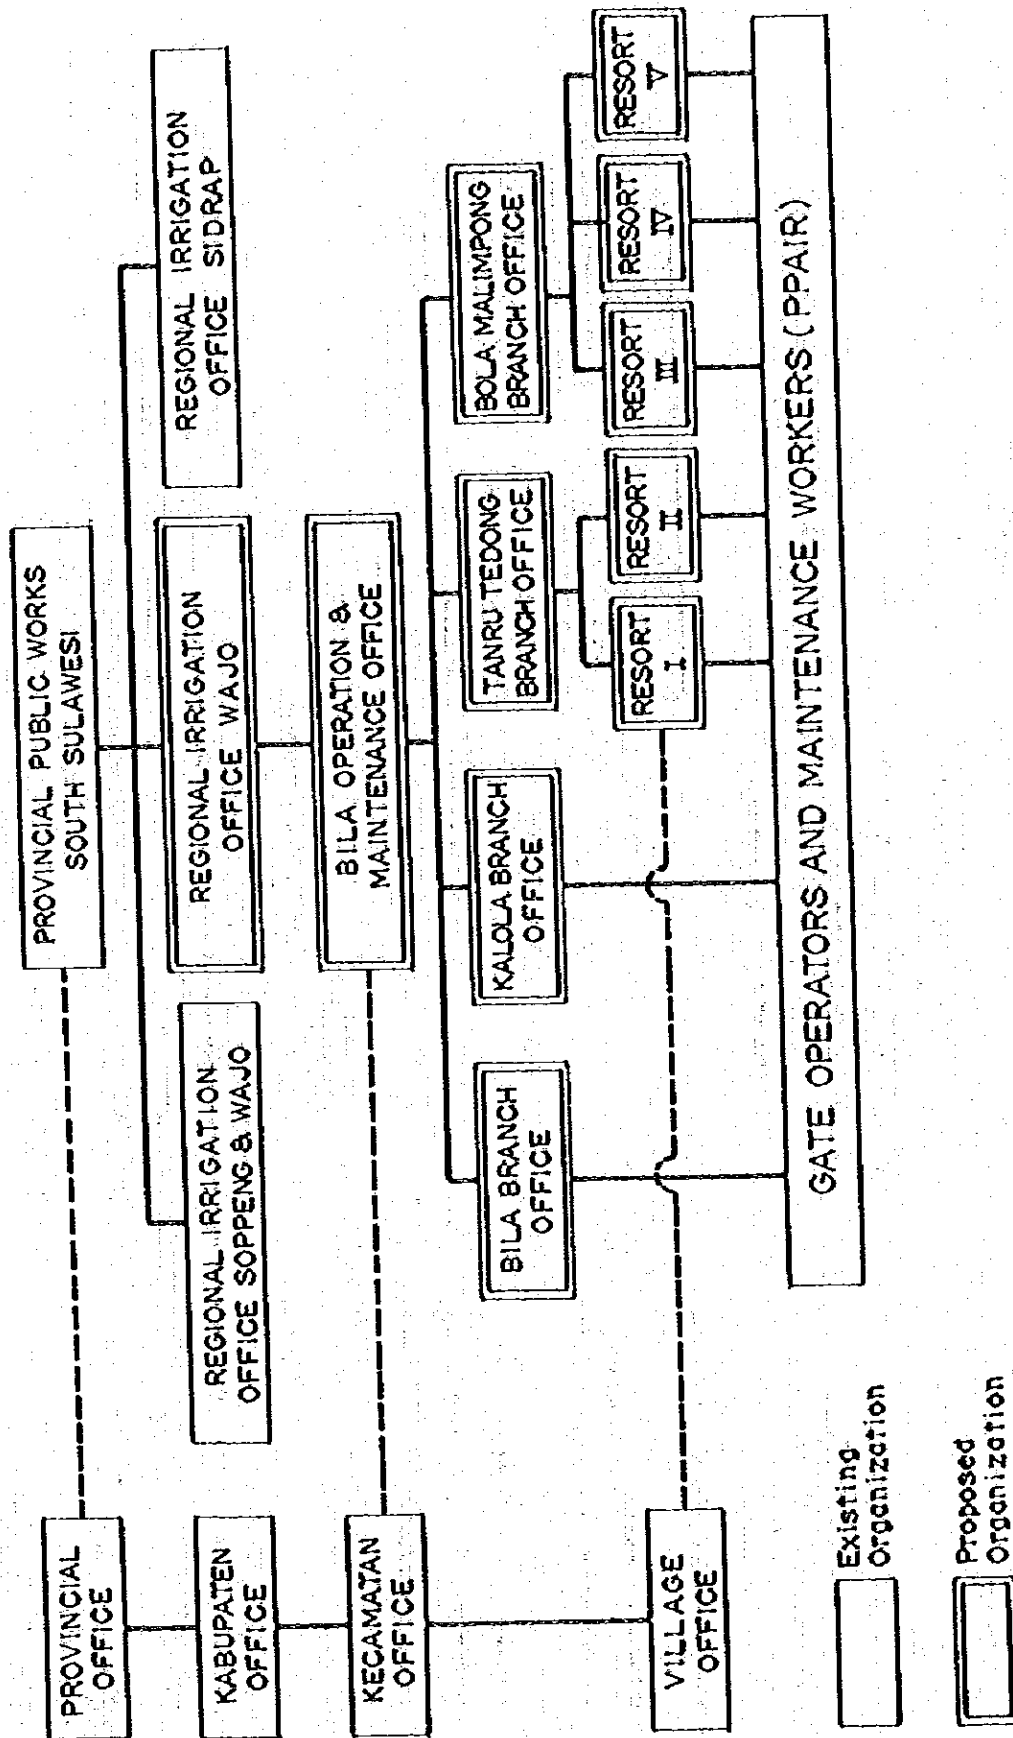 PROVINCIAL
OFFICE
PROVINCIAL PUBLIC WORKS
SOUTH SULAWESI
KABUPATEN
OFFICE
REGIONAL IRRIGATION
OFFICE SOPPENG & WAJO
REGIONAL IRRIGATION
OFFICE WAJO
REGIONAL IRRIGATION
OFFICE SIDRAP
KECAMATAN
OFFICE
BILA OPERATION &
MAINTENANCE OFFICE
BILA BRANCH
OFFICE
KALOLA BRANCH
OFFICE
TANRU TEDONG
BRANCH OFFICE
BOLA MALIMPONG
BRANCH OFFICE
VILLAGE
OFFICE
RESORT
I
RESORT
II
RESORT
III
RESORT
IV
RESORT
V
GATE OPERATORS AND MAINTENANCE WORKERS (PPAIR)
Existing
Organization
Proposed
Organization